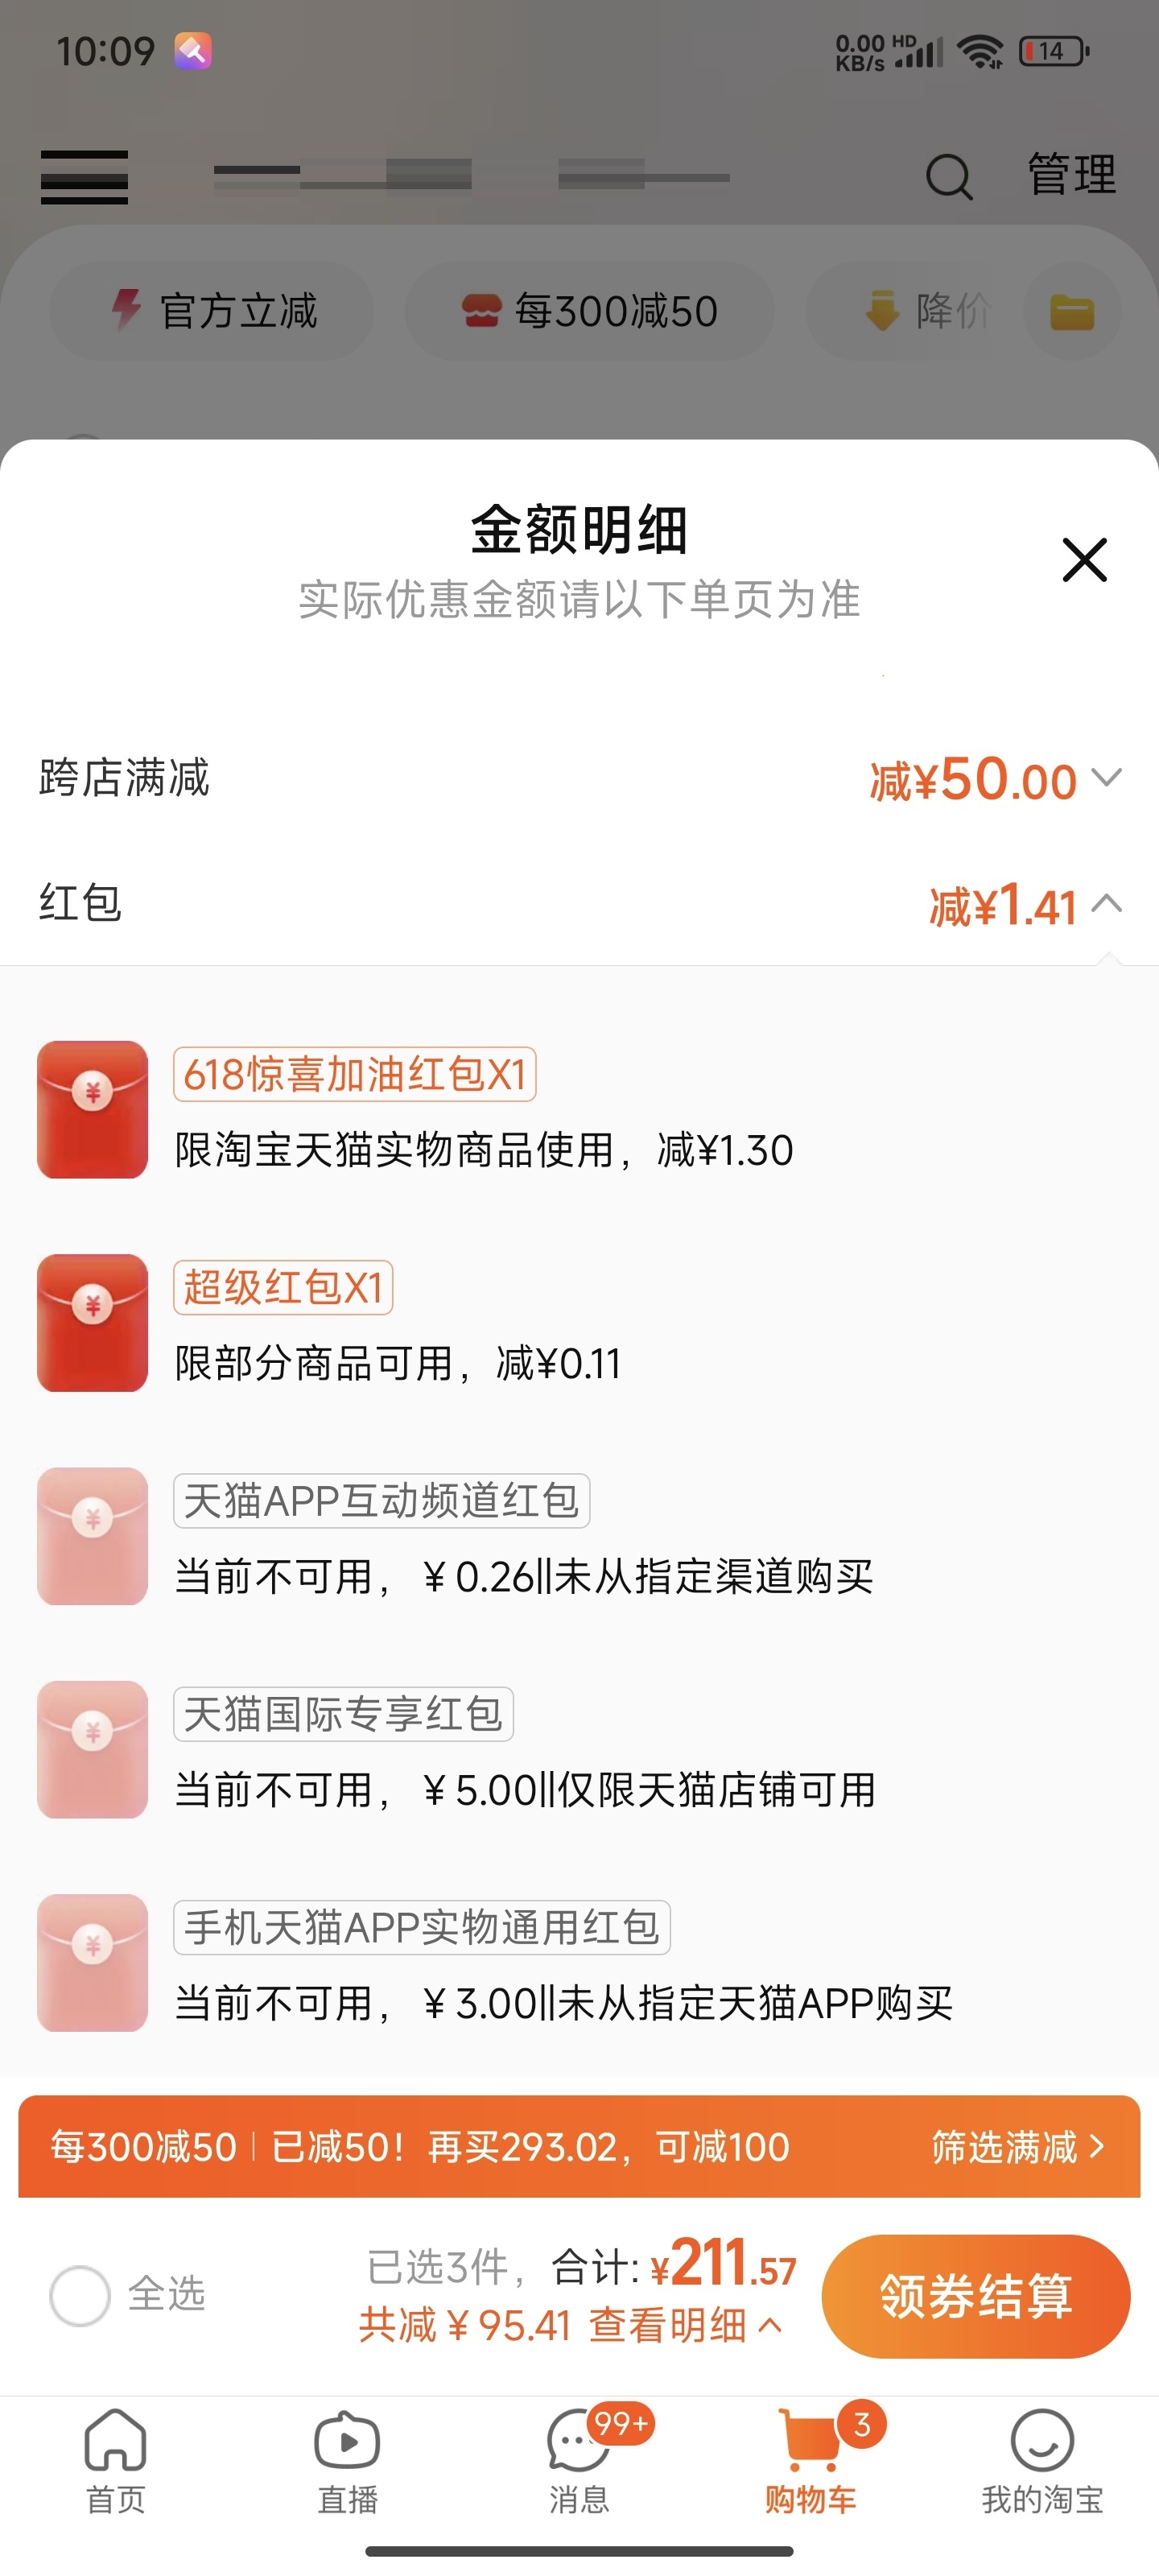 10:09
0.00 KB/s HD 14
管理
官方立减 每300减50 降价
金额明细
实际优惠金额请以下单页为准
跨店满减 减¥50.00
红包 减¥1.41
618惊喜加油红包X1
限淘宝天猫实物商品使用，减¥1.30
超级红包X1
限部分商品可用，减¥0.11
天猫APP互动频道红包
当前不可用，￥0.26||未从指定渠道购买
天猫国际专享红包
当前不可用，￥5.00||仅限天猫店铺可用
手机天猫APP实物通用红包
当前不可用，￥3.00||未从指定天猫APP购买
每300减50 | 已减50！再买293.02，可减100 筛选满减
全选 已选3件，合计:¥211.57 领券结算
共减￥95.41 查看明细
99+ 3
首页 直播 消息 购物车 我的淘宝